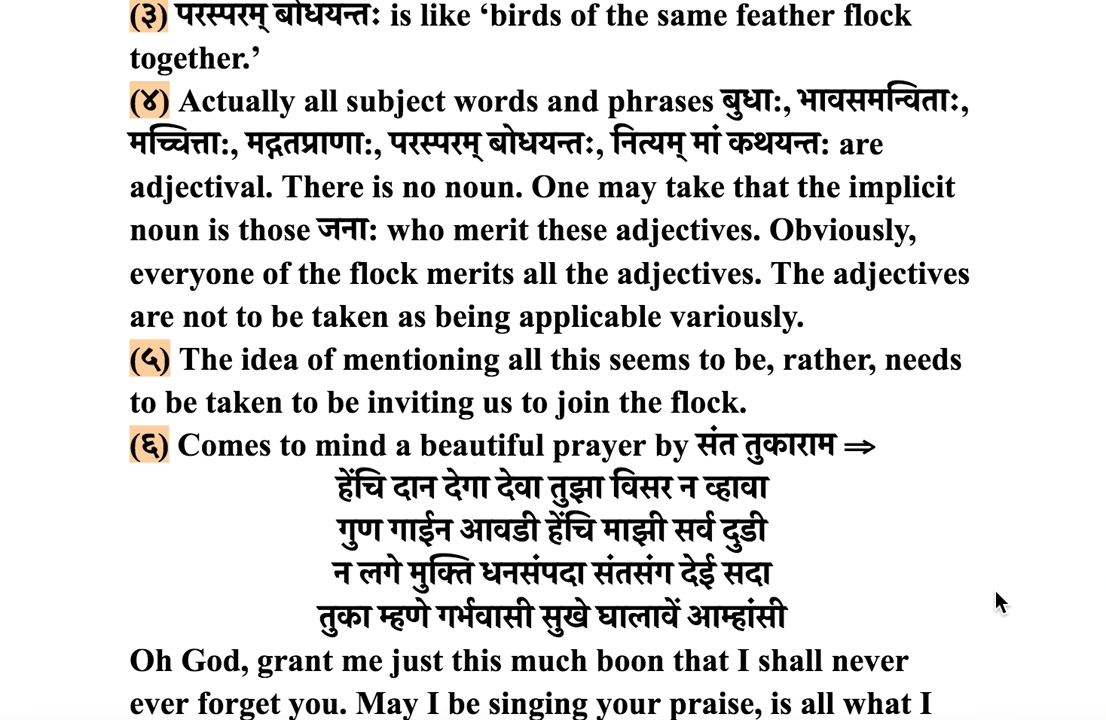 (३) परस्परम् बोधयन्तः is like ‘birds of the same feather flock
together.’
(४) Actually all subject words and phrases बुधा:, भावसमन्विताः,
मच्चित्ता:, मद्गतप्राणा:, परस्परम् बोधयन्तः, नित्यम् मां कथयन्त: are
adjectival. There is no noun. One may take that the implicit
noun is those जना: who merit these adjectives. Obviously,
everyone of the flock merits all the adjectives. The adjectives
are not to be taken as being applicable variously.
(५) The idea of mentioning all this seems to be, rather, needs
to be taken to be inviting us to join the flock.
(६) Comes to mind a beautiful prayer by संत तुकाराम ⇒
हेंचि दान देगा देवा तुझा विसर न व्हावा
गुण गाईन आवडी हेंचि माझी सर्व दुडी
न लगे मुक्ति धनसंपदा संतसंग देई सदा
तुका म्हणे गर्भवासी सुखे घालावें आम्हांसी
Oh God, grant me just this much boon that I shall never
ever forget you. May I be singing your praise, is all what I